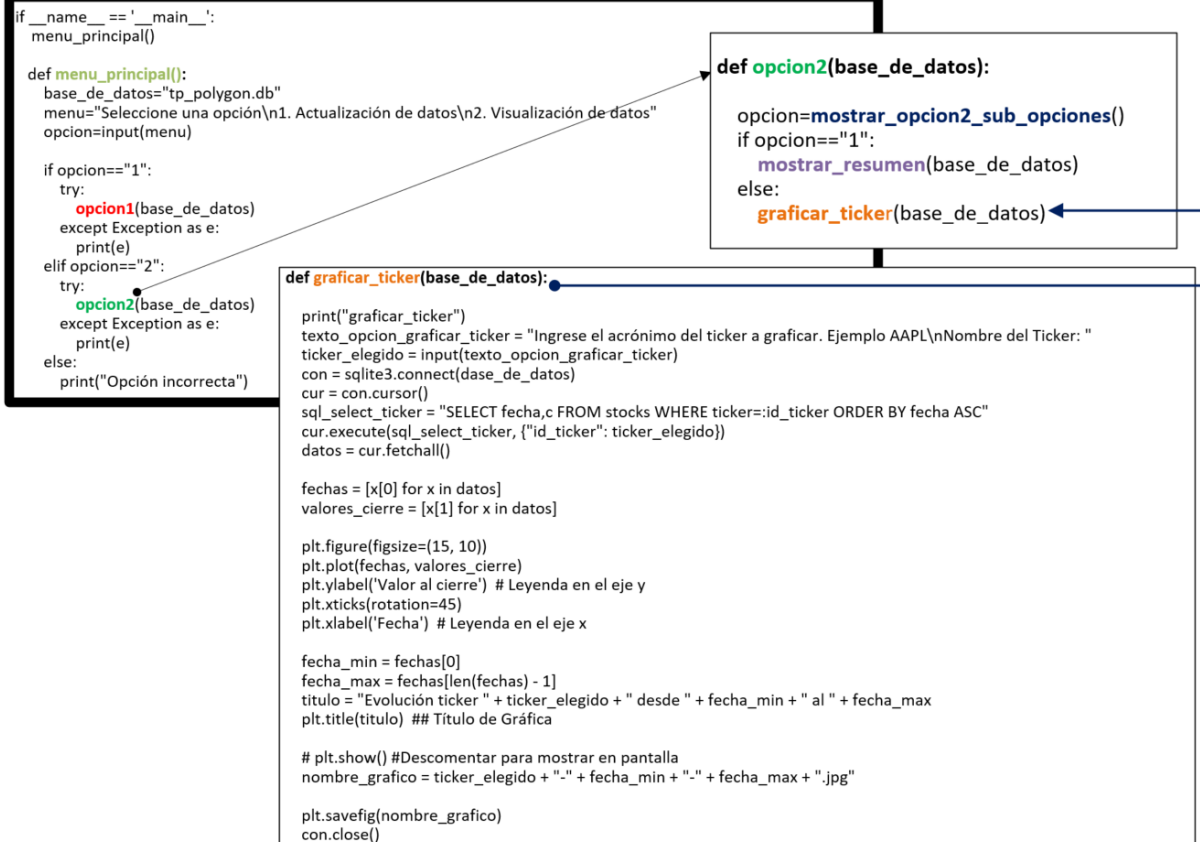 if __name__ == '__main__':
menu_principal()
def menu_principal():
base_de_datos="tp_polygon.db"
menu="Seleccione una opción\n1. Actualización de datos\n2. Visualización de datos"
opcion=input(menu)
if opcion=="1":
try:
opcion1(base_de_datos)
except Exception as e:
print(e)
elif opcion=="2":
try:
opcion2(base_de_datos)
except Exception as e:
print(e)
else:
print("Opción incorrecta")
def opcion2(base_de_datos):
opcion=mostrar_opcion2_sub_opciones()
if opcion=="1":
mostrar_resumen(base_de_datos)
else:
graficar_ticker(base_de_datos)
def graficar_ticker(base_de_datos):
print("graficar_ticker")
texto_opcion_graficar_ticker = "Ingrese el acrónimo del ticker a graficar. Ejemplo AAPL\nNombre del Ticker: "
ticker_elegido = input(texto_opcion_graficar_ticker)
con = sqlite3.connect(dase_de_datos)
cur = con.cursor()
sql_select_ticker = "SELECT fecha,c FROM stocks WHERE ticker=:id_ticker ORDER BY fecha ASC"
cur.execute(sql_select_ticker, {"id_ticker": ticker_elegido})
datos = cur.fetchall()
fechas = [x[0] for x in datos]
valores_cierre = [x[1] for x in datos]
plt.figure(figsize=(15, 10))
plt.plot(fechas, valores_cierre)
plt.ylabel('Valor al cierre')  # Leyenda en el eje y
plt.xticks(rotation=45)
plt.xlabel('Fecha')  # Leyenda en el eje x
fecha_min = fechas[0]
fecha_max = fechas[len(fechas) - 1]
titulo = "Evolución ticker " + ticker_elegido + " desde " + fecha_min + " al " + fecha_max
plt.title(titulo)  ## Título de Gráfica
# plt.show() #Descomentar para mostrar en pantalla
nombre_grafico = ticker_elegido + "-" + fecha_min + "-" + fecha_max + ".jpg"
plt.savefig(nombre_grafico)
con.close()